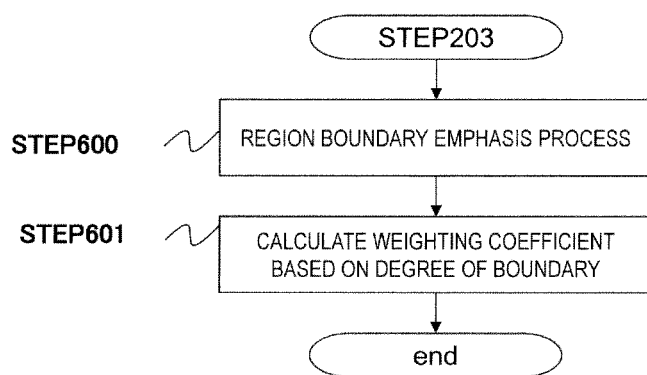 STEP203
STEP600
REGION BOUNDARY EMPHASIS PROCESS
STEP601
CALCULATE WEIGHTING COEFFICIENT
BASED ON DEGREE OF BOUNDARY
end